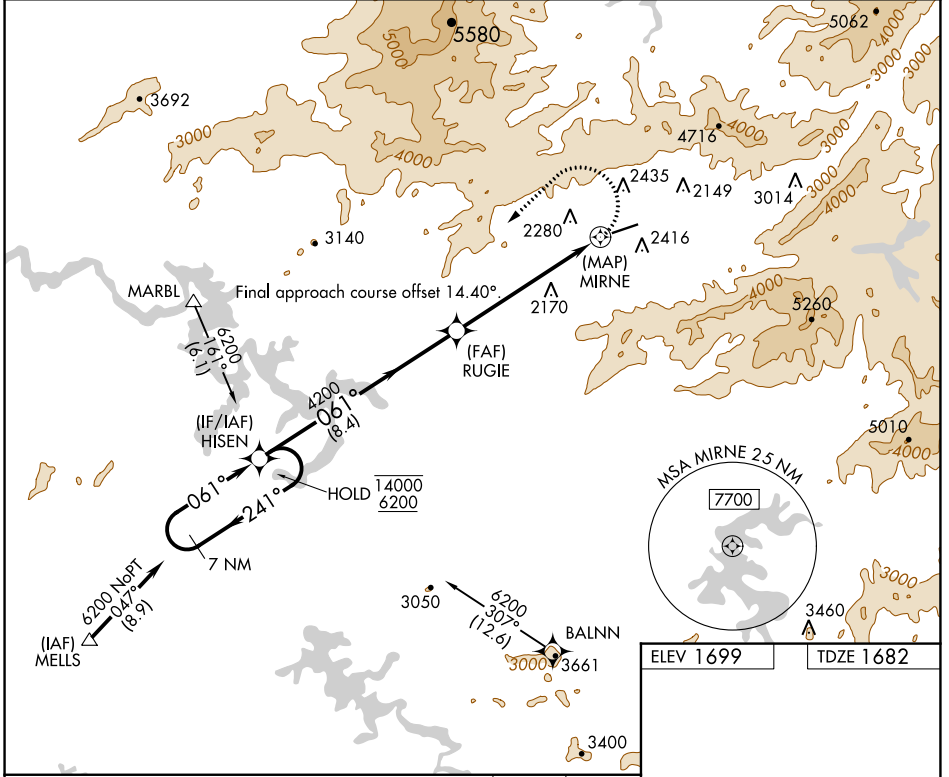 5580
5062
5000
4000
3692
3000
3000
3000
4000
4716
4000
3000
2435
2149
3014
3000
4000
3140
2280
2416
(MAP)
MIRNE
MARBL
Final approach course offset 14.40°.
2170
4000
5260
6200
161°
(6.1)
(FAF)
RUGIE
4200
061°
(8.4)
(IF/IAF)
HISEN
5010
4000
MSA MIRNE 25 NM
7700
HOLD 14000
6200
061°
241°
7 NM
6200 NoPT
047°
(8.9)
(IAF)
MELLS
3050
6200
307°
(12.6)
BALNN
3000
3661
3000
3460
ELEV 1699
TDZE 1682
3400